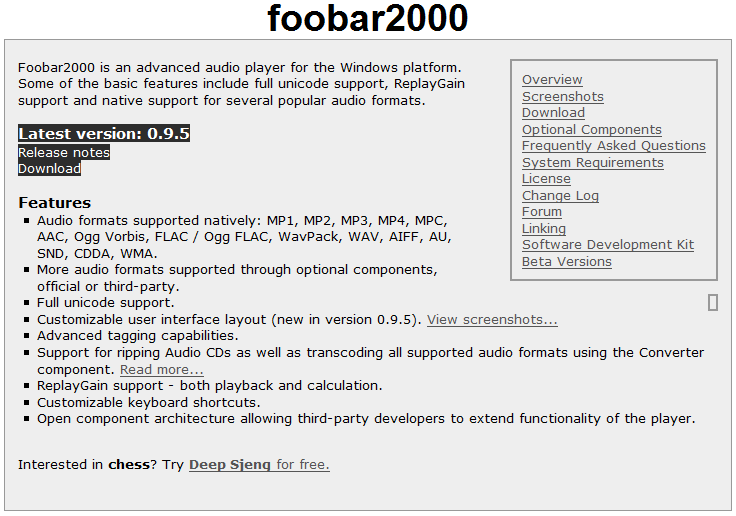 foobar2000
Foobar2000 is an advanced audio player for the Windows platform.
Some of the basic features include full unicode support, ReplayGain
support and native support for several popular audio formats.
Latest version: 0.9.5
Release notes
Download
Features
Audio formats supported natively: MP1, MP2, MP3, MP4, MPC,
AAC, Ogg Vorbis, FLAC / Ogg FLAC, WavPack, WAV, AIFF, AU,
SND, CDDA, WMA.
More audio formats supported through optional components,
official or third-party.
Full unicode support.
Customizable user interface layout (new in version 0.9.5). View screenshots...
Advanced tagging capabilities.
Support for ripping Audio CDs as well as transcoding all supported audio formats using the Converter
component. Read more...
ReplayGain support - both playback and calculation.
Customizable keyboard shortcuts.
Open component architecture allowing third-party developers to extend functionality of the player.
Interested in chess? Try Deep Sjeng for free.
Overview
Screenshots
Download
Optional Components
Frequently Asked Questions
System Requirements
License
Change Log
Forum
Linking
Software Development Kit
Beta Versions